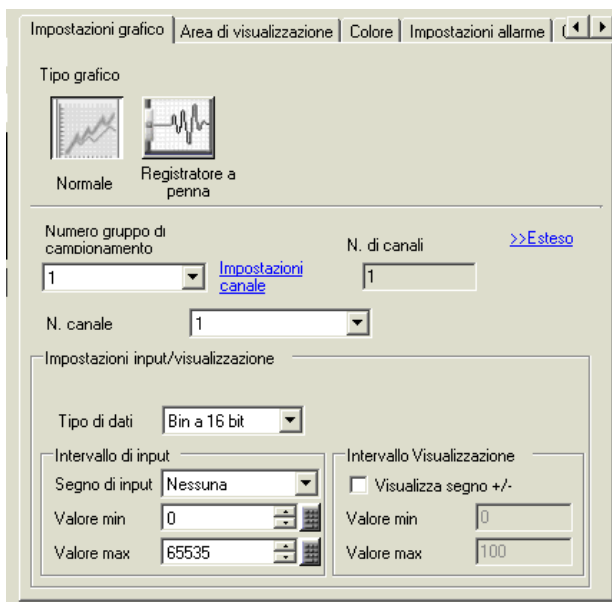 Impostazioni grafico Area di visualizzazione Colore Impostazioni allarme
Tipo grafico
Normale
Registratore a
penna
Numero gruppo di
campionamento
N. di canali
>>Esteso
1
Impostazioni
canale
1
N. canale
1
Impostazioni input/visualizzazione
Tipo di dati
Bin a 16 bit
Intervallo di input
Segno di input
Nessuna
Valore min
0
Valore max
65535
Intervallo Visualizzazione
Visualizza segno +/-
Valore min
0
Valore max
100